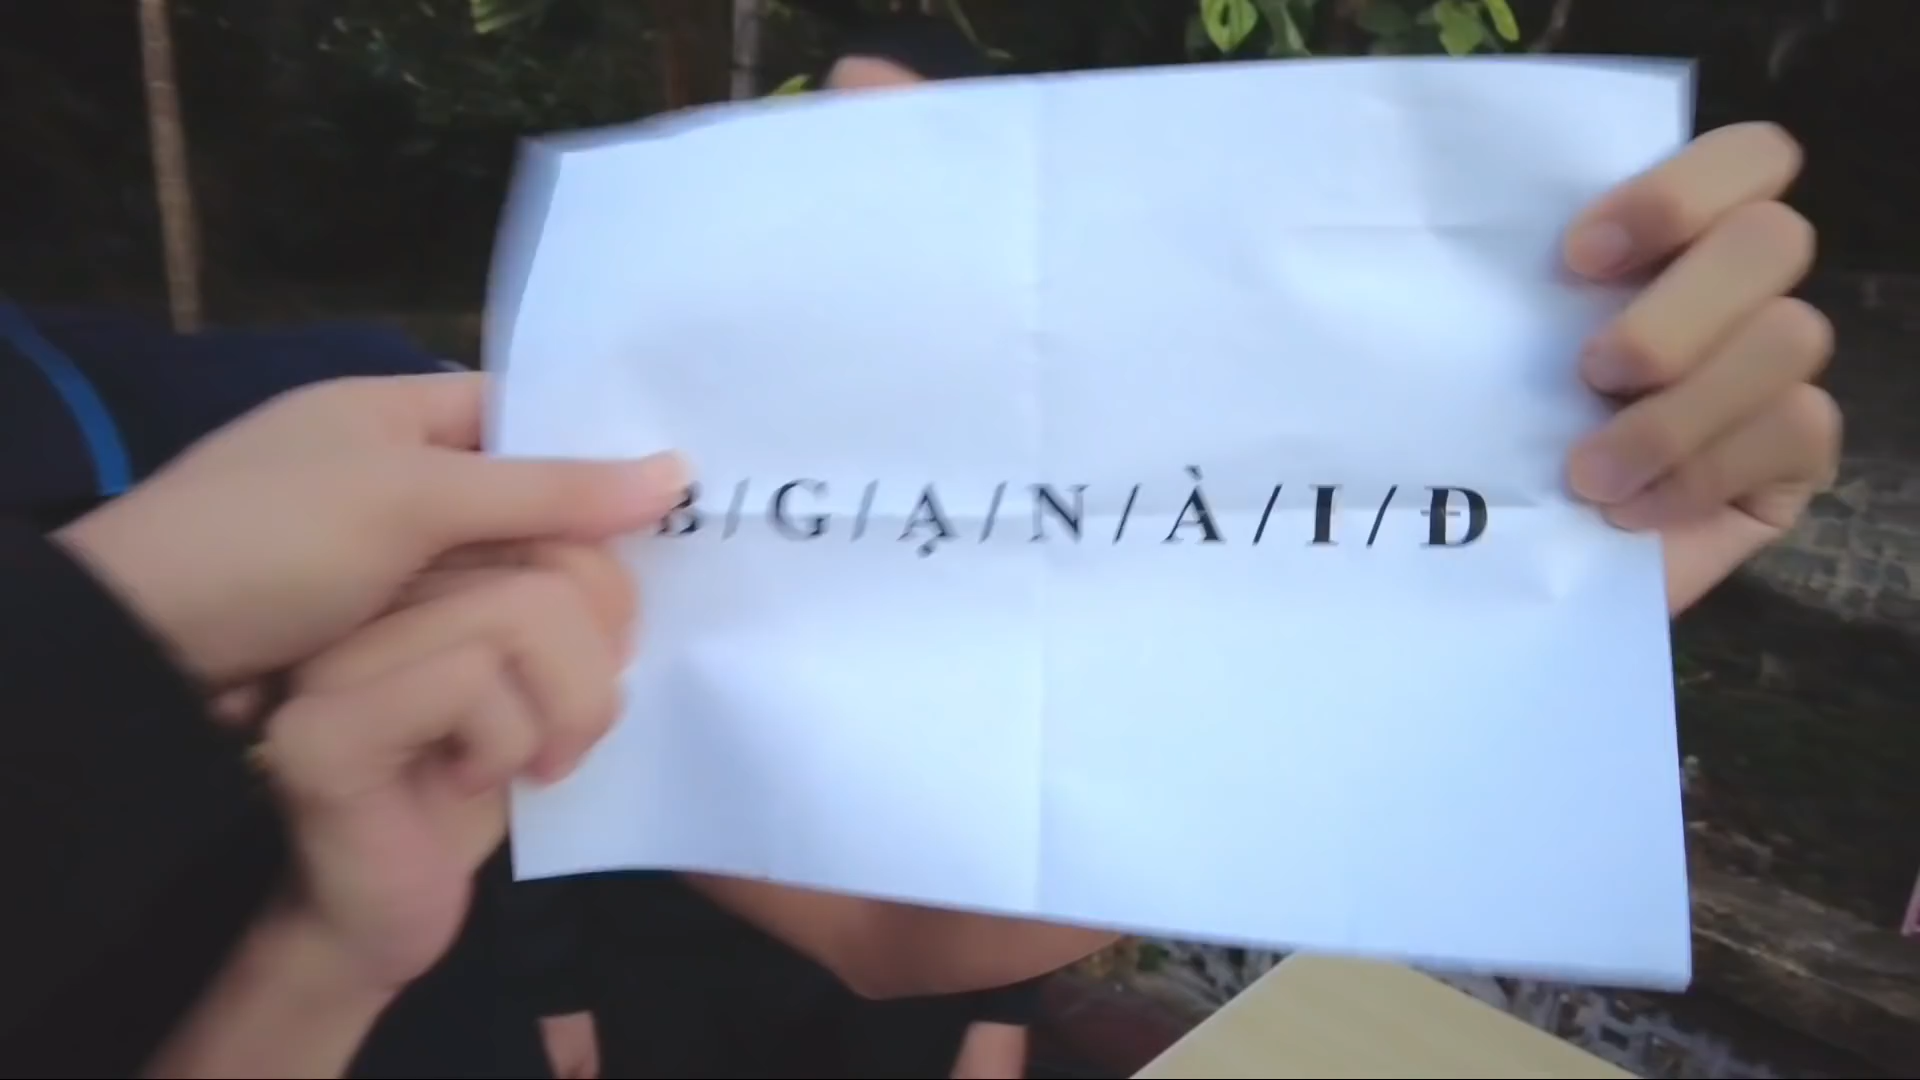 B / G / Ạ / N / À / I / Đ